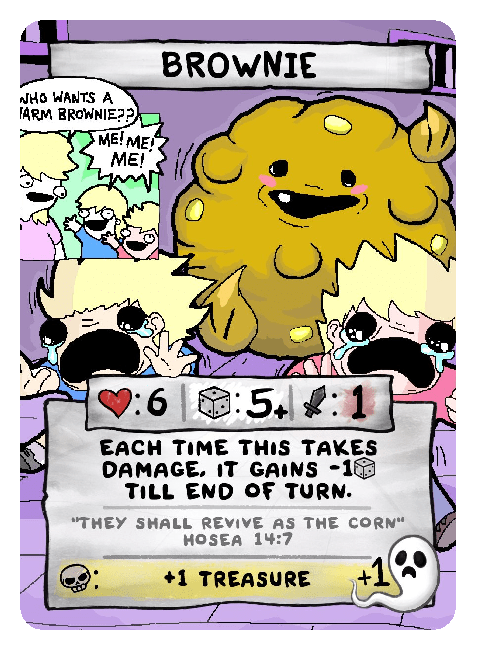 BROWNIE
WHO WANTS A
WARM BROWNIE??
ME! ME!
ME!
:6 :5+ :1
EACH TIME THIS TAKES
DAMAGE, IT GAINS -1
TILL END OF TURN.
"THEY SHALL REVIVE AS THE CORN"
HOSEA 14:7
: +1 TREASURE +1